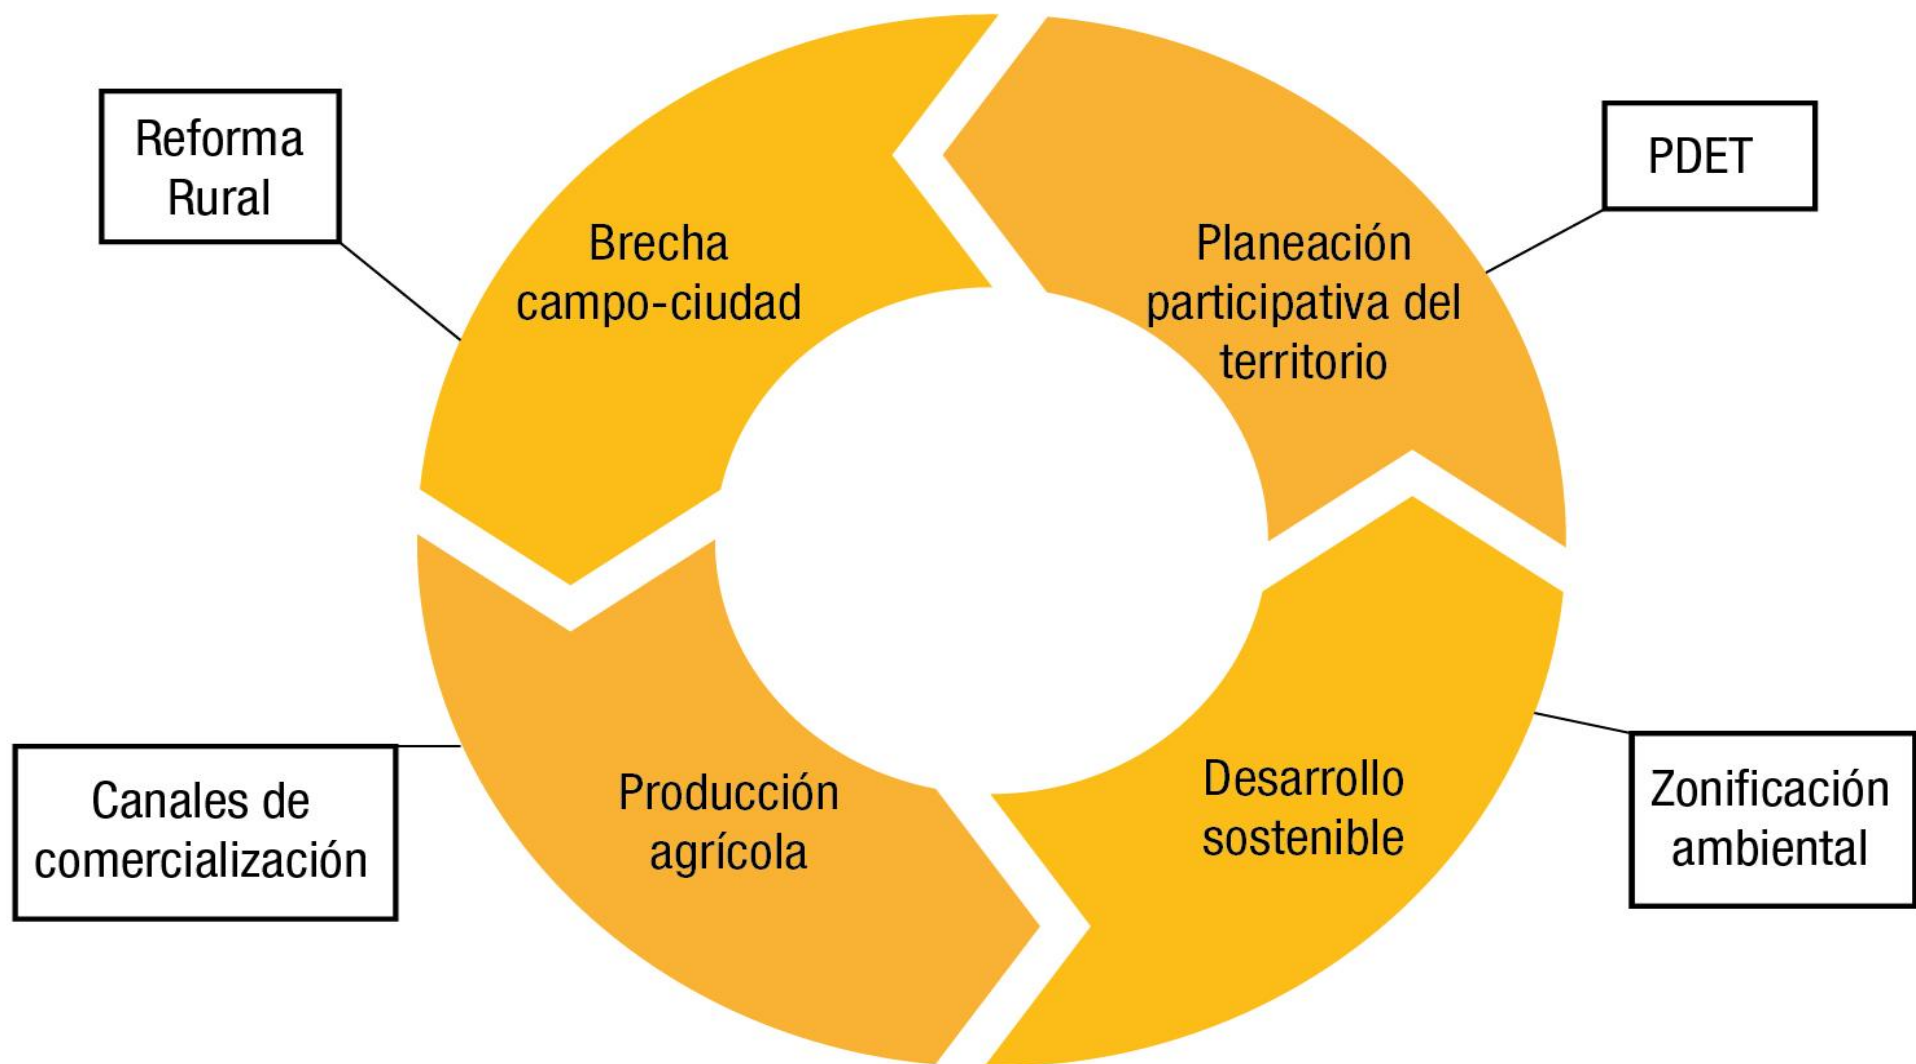 Reforma
Rural
PDET
Brecha
campo-ciudad
Planeación
participativa del
territorio
Canales de
comercialización
Producción
agrícola
Desarrollo
sostenible
Zonificación
ambiental